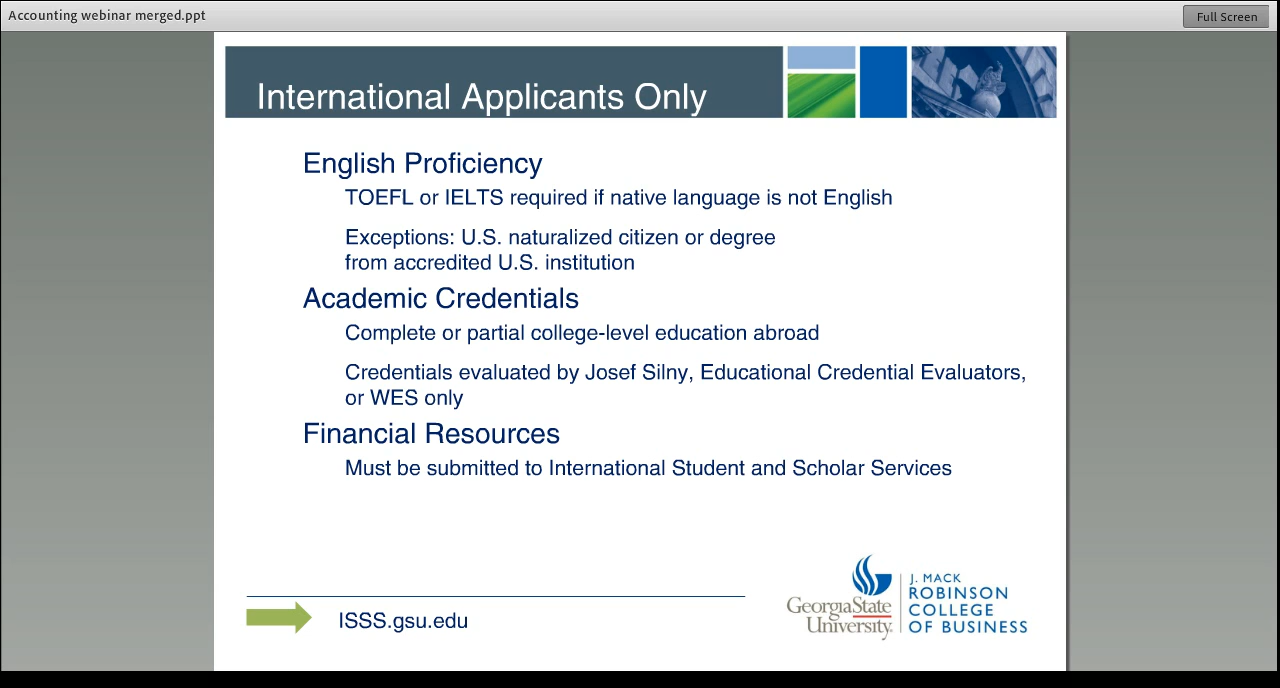 Accounting webinar merged.ppt
Full Screen
International Applicants Only
English Proficiency
TOEFL or IELTS required if native language is not English
Exceptions: U.S. naturalized citizen or degree
from accredited U.S. institution
Academic Credentials
Complete or partial college-level education abroad
Credentials evaluated by Josef Silny, Educational Credential Evaluators,
or WES only
Financial Resources
Must be submitted to International Student and Scholar Services
ISSS.gsu.edu
GeorgiaState
University
J. MACK
ROBINSON
COLLEGE
OF BUSINESS